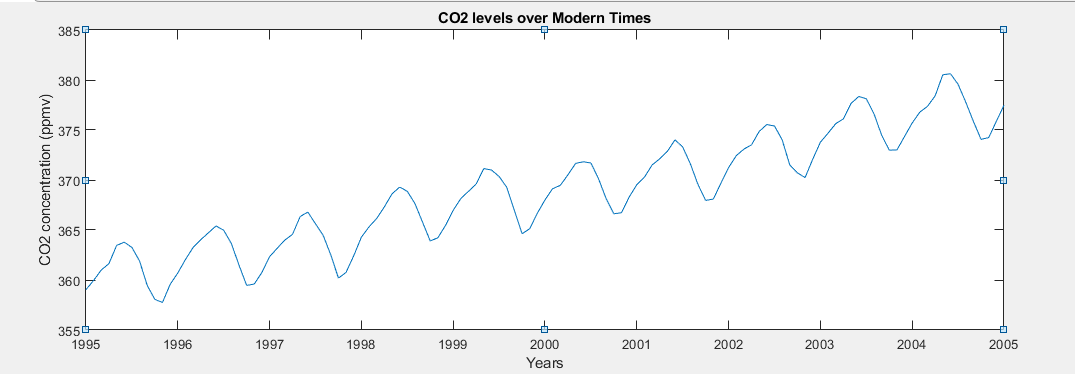 CO2 levels over Modern Times
385
380
375
370
365
360
355
CO2 concentration (ppmv)
1995 1996 1997 1998 1999 2000 2001 2002 2003 2004 2005
Years